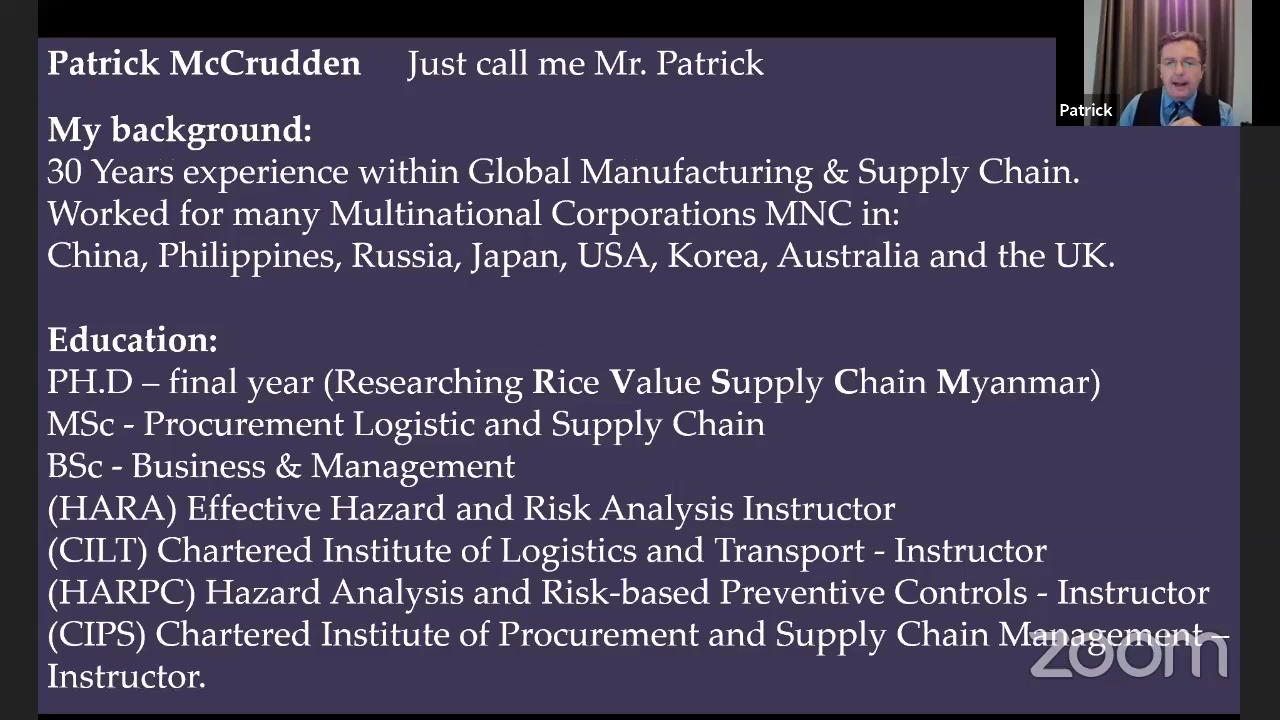 Patrick McCrudden Just call me Mr. Patrick
Patrick
My background:
30 Years experience within Global Manufacturing & Supply Chain.
Worked for many Multinational Corporations MNC in:
China, Philippines, Russia, Japan, USA, Korea, Australia and the UK.
Education:
PH.D – final year (Researching Rice Value Supply Chain Myanmar)
MSc - Procurement Logistic and Supply Chain
BSc - Business & Management
(HARA) Effective Hazard and Risk Analysis Instructor
(CILT) Chartered Institute of Logistics and Transport - Instructor
(HARPC) Hazard Analysis and Risk-based Preventive Controls - Instructor
(CIPS) Chartered Institute of Procurement and Supply Chain Management –
Instructor.
zoom